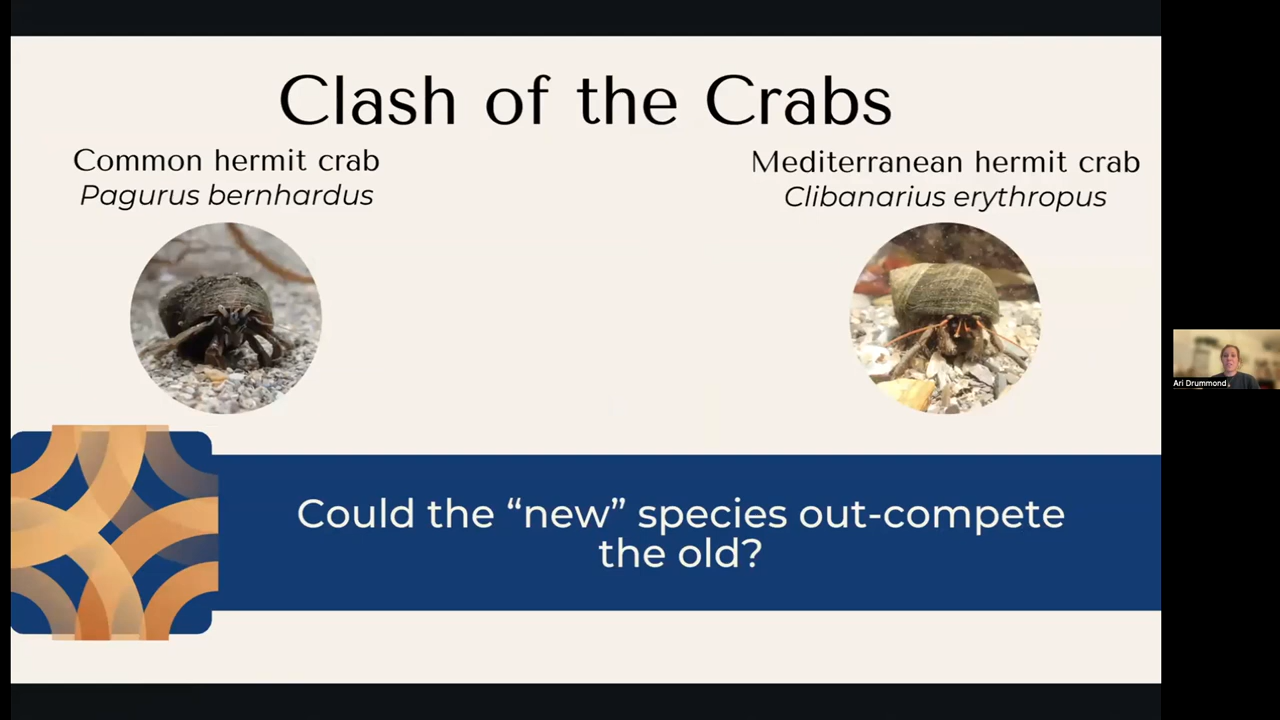 Clash of the Crabs
Common hermit crab
Pagurus bernhardus
Mediterranean hermit crab
Clibanarius erythropus
Could the “new” species out-compete
the old?
Ari Drummond